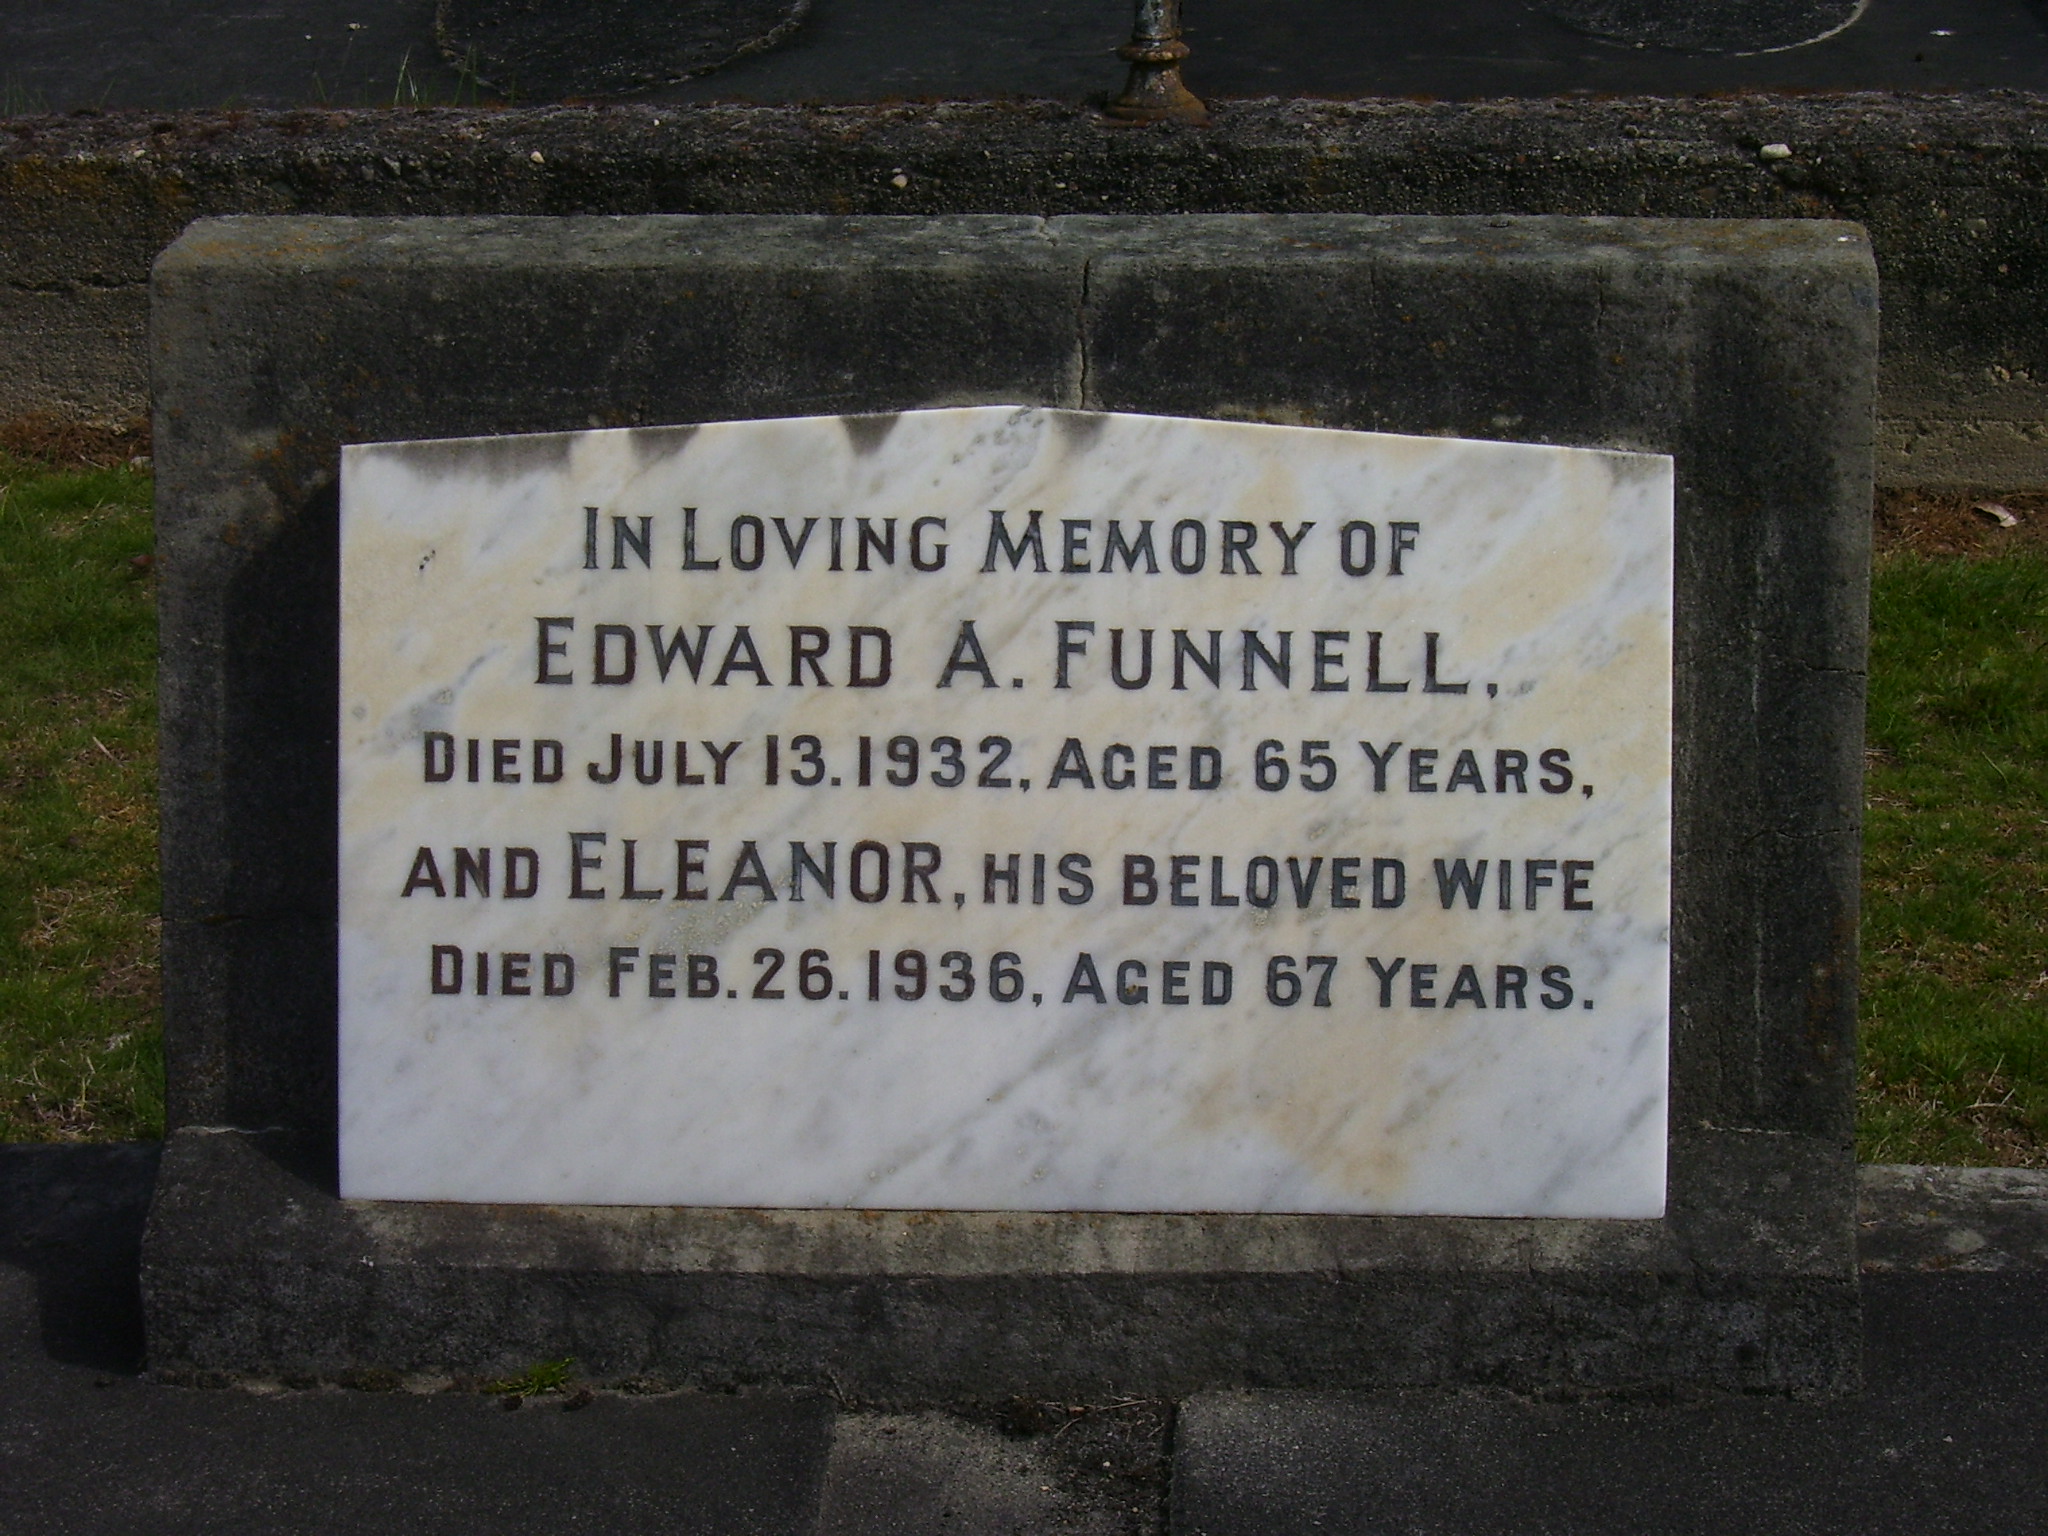 IN LOVING MEMORY OF
EDWARD A. FUNNELL,
DIED JULY 13. 1932, AGED 65 YEARS,
AND ELEANOR, HIS BELOVED WIFE
DIED FEB. 26. 1936, AGED 67 YEARS.